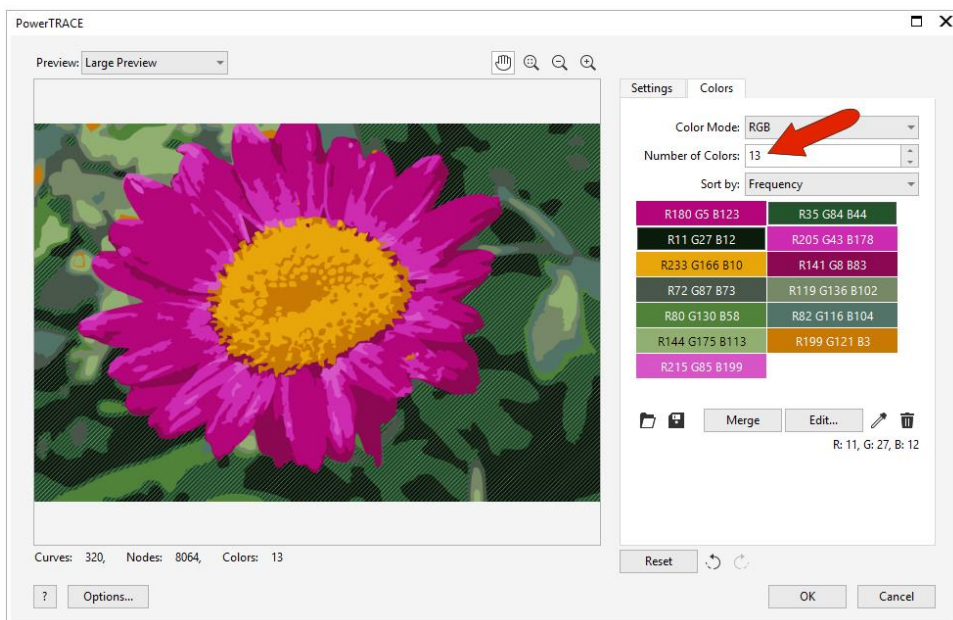 PowerTRACE
Preview: Large Preview
Settings Colors
Color Mode: RGB
Number of Colors: 13
Sort by: Frequency
R180 G5 B123 R35 G84 B44
R11 G27 B12 R205 G43 B178
R233 G166 B10 R141 G8 B83
R72 G87 B73 R119 G136 B102
R80 G130 B58 R82 G116 B104
R144 G175 B113 R199 G121 B3
R215 G85 B199
Merge Edit...
R: 11, G: 27, B: 12
Curves: 320, Nodes: 8064, Colors: 13
Reset
? Options... OK Cancel